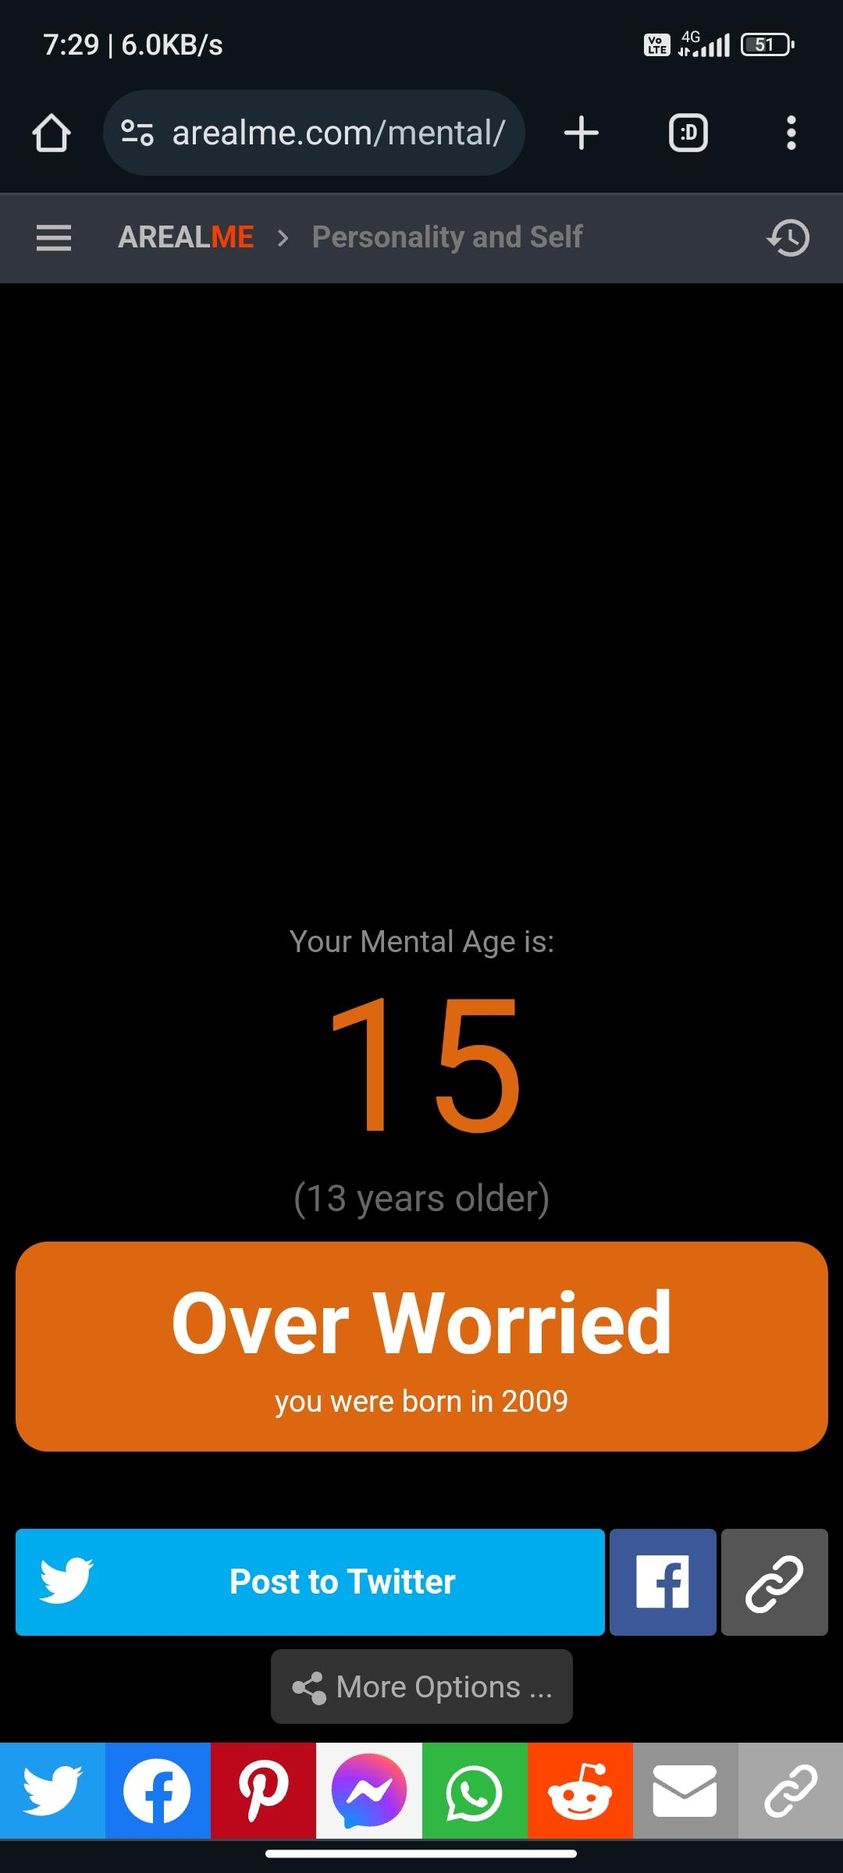 7:29 | 6.0KB/s
Vo LTE 4G 51
arealme.com/mental/
:D
AREALME > Personality and Self
Your Mental Age is:
15
(13 years older)
Over Worried
you were born in 2009
Post to Twitter
More Options ...